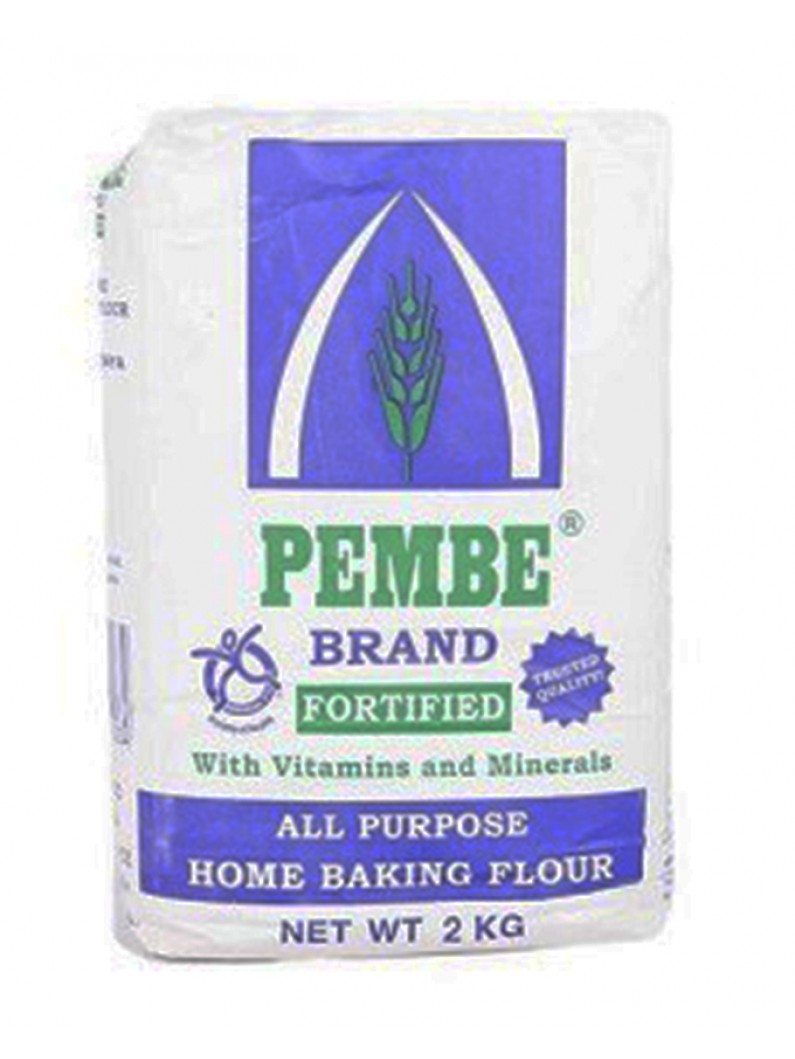 PEMBE®
BRAND
FORTIFIED
TRUSTED
QUALITY!
With Vitamins and Minerals
ALL PURPOSE
HOME BAKING FLOUR
NET WT 2 KG